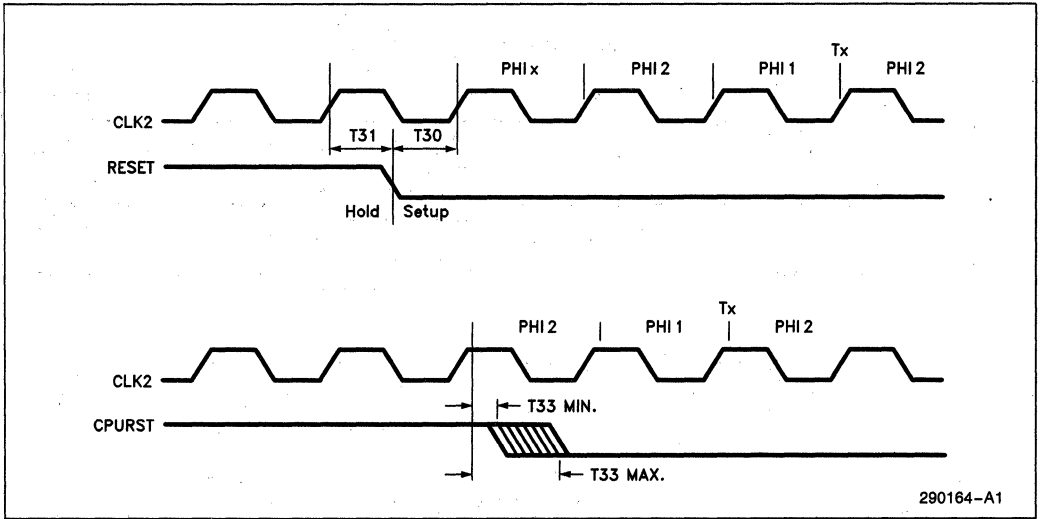 Tx
PHI x PHI 2 PHI 1 PHI 2
CLK2
T31 T30
RESET
Hold Setup
Tx
PHI 2 PHI 1 PHI 2
CLK2
T33 MIN.
CPURST
T33 MAX.
290164-A1